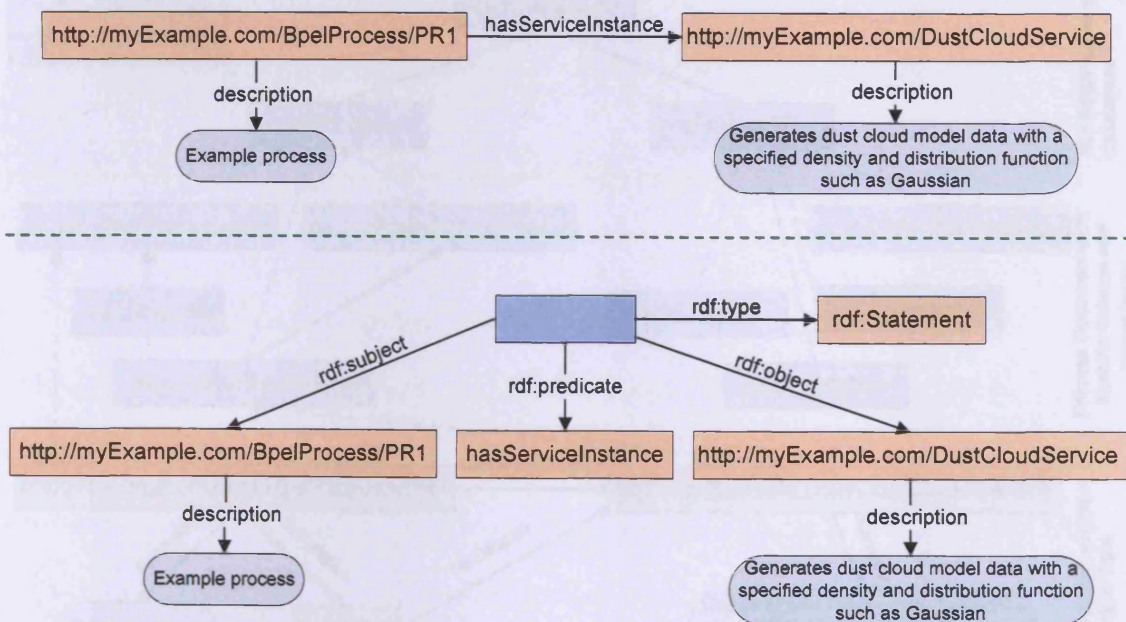 http://myExample.com/BpelProcess/PR1
hasServiceInstance
http://myExample.com/DustCloudService
description
description
Example process
Generates dust cloud model data with a
specified density and distribution function
such as Gaussian
rdf:type
rdf:Statement
rdf:subject
rdf:predicate
rdf:object
http://myExample.com/BpelProcess/PR1
hasServiceInstance
http://myExample.com/DustCloudService
description
description
Example process
Generates dust cloud model data with a
specified density and distribution function
such as Gaussian